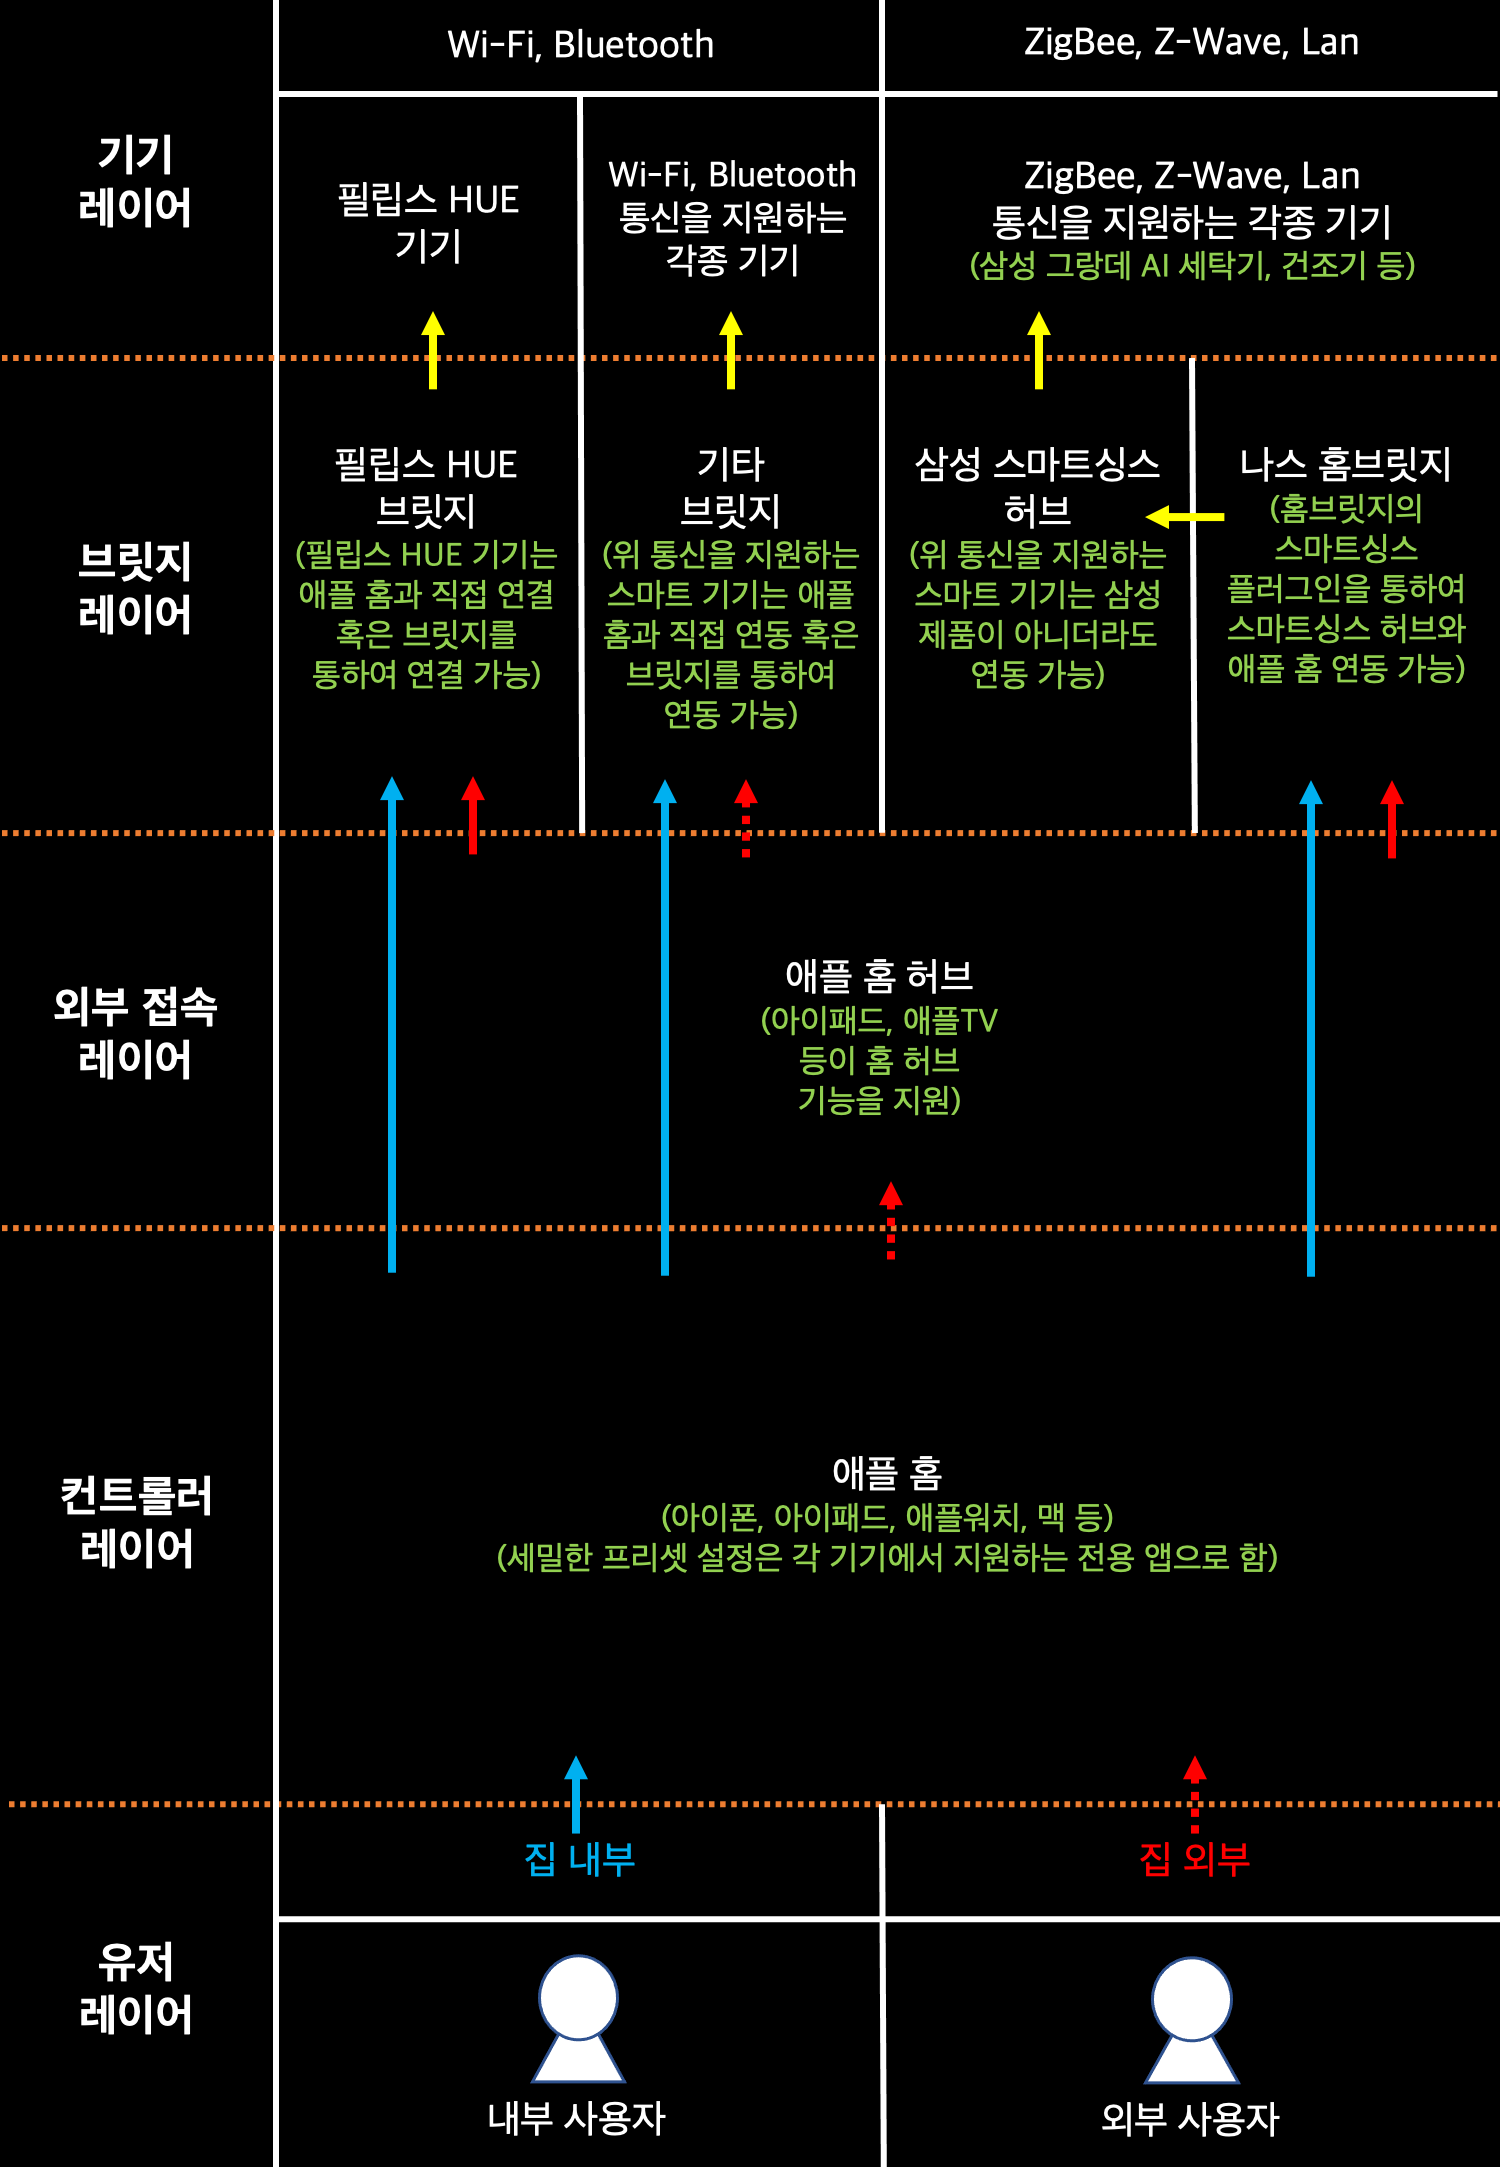 Wi-Fi, Bluetooth
ZigBee, Z-Wave, Lan
기기
레이어
필립스 HUE
기기
Wi-Fi, Bluetooth
통신을 지원하는
각종 기기
ZigBee, Z-Wave, Lan
통신을 지원하는 각종 기기
(삼성 그랑데 AI 세탁기, 건조기 등)
브릿지
레이어
필립스 HUE
브릿지
(필립스 HUE 기기는
애플 홈과 직접 연결
혹은 브릿지를
통하여 연결 가능)
기타
브릿지
(위 통신을 지원하는
스마트 기기는 애플
홈과 직접 연동 혹은
브릿지를 통하여
연동 가능)
삼성 스마트싱스
허브
(위 통신을 지원하는
스마트 기기는 삼성
제품이 아니더라도
연동 가능)
나스 홈브릿지
(홈브릿지의
스마트싱스
플러그인을 통하여
스마트싱스 허브와
애플 홈 연동 가능)
외부 접속
레이어
애플 홈 허브
(아이패드, 애플TV
등이 홈 허브
기능을 지원)
컨트롤러
레이어
애플 홈
(아이폰, 아이패드, 애플워치, 맥 등)
(세밀한 프리셋 설정은 각 기기에서 지원하는 전용 앱으로 함)
집 내부
집 외부
유저
레이어
내부 사용자
외부 사용자